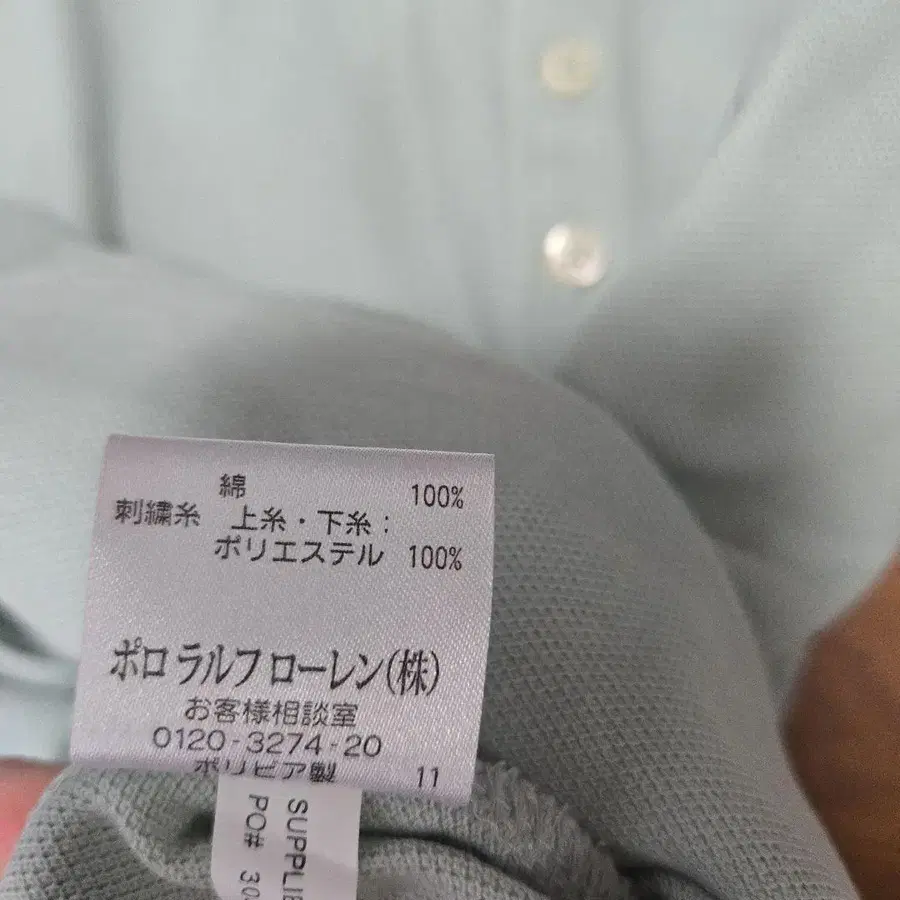 綿 100%
刺繍糸 上糸・下糸:
ポリエステル 100%
ポロ ラルフ ローレン(株)
お客様相談室
0120-3274-20
ボリビア製 11
SUPPLIE
PO# 30